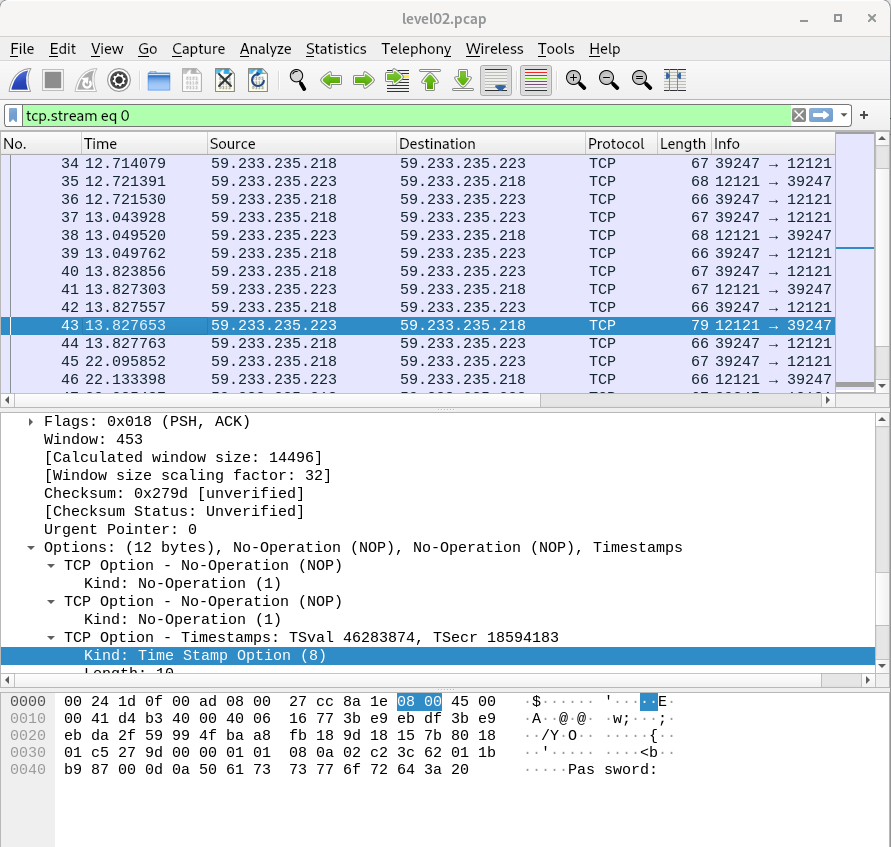 level02.pcap
File Edit View Go Capture Analyze Statistics Telephony Wireless Tools Help
tcp.stream eq 0
No. Time Source Destination Protocol Length Info
34 12.714079 59.233.235.218 59.233.235.223 TCP 67 39247 → 12121
35 12.721391 59.233.235.223 59.233.235.218 TCP 68 12121 → 39247
36 12.721530 59.233.235.218 59.233.235.223 TCP 66 39247 → 12121
37 13.043928 59.233.235.218 59.233.235.223 TCP 67 39247 → 12121
38 13.049520 59.233.235.223 59.233.235.218 TCP 68 12121 → 39247
39 13.049762 59.233.235.218 59.233.235.223 TCP 66 39247 → 12121
40 13.823856 59.233.235.218 59.233.235.223 TCP 67 39247 → 12121
41 13.827303 59.233.235.223 59.233.235.218 TCP 67 12121 → 39247
42 13.827557 59.233.235.218 59.233.235.223 TCP 66 39247 → 12121
43 13.827653 59.233.235.223 59.233.235.218 TCP 79 12121 → 39247
44 13.827763 59.233.235.218 59.233.235.223 TCP 66 39247 → 12121
45 22.095852 59.233.235.218 59.233.235.223 TCP 67 39247 → 12121
46 22.133398 59.233.235.223 59.233.235.218 TCP 66 12121 → 39247
Flags: 0x018 (PSH, ACK)
Window: 453
[Calculated window size: 14496]
[Window size scaling factor: 32]
Checksum: 0x279d [unverified]
[Checksum Status: Unverified]
Urgent Pointer: 0
Options: (12 bytes), No-Operation (NOP), No-Operation (NOP), Timestamps
TCP Option - No-Operation (NOP)
Kind: No-Operation (1)
TCP Option - No-Operation (NOP)
Kind: No-Operation (1)
TCP Option - Timestamps: TSval 46283874, TSecr 18594183
Kind: Time Stamp Option (8)
Length: 10
0000 00 24 1d 0f 00 ad 08 00 27 cc 8a 1e 08 00 45 00 ·$······ '·····E·
0010 00 41 d4 b3 40 00 40 06 16 77 3b e9 eb df 3b e9 ·A··@·@· ·w;···;·
0020 eb da 2f 59 99 4f ba a8 fb 18 9d 18 15 7b 80 18 ··/Y·O·· ·····{··
0030 01 c5 27 9d 00 00 01 01 08 0a 02 c2 3c 62 01 1b ··'····· ····<b··
0040 b9 87 00 0d 0a 50 61 73 73 77 6f 72 64 3a 20 ·····Pas sword: